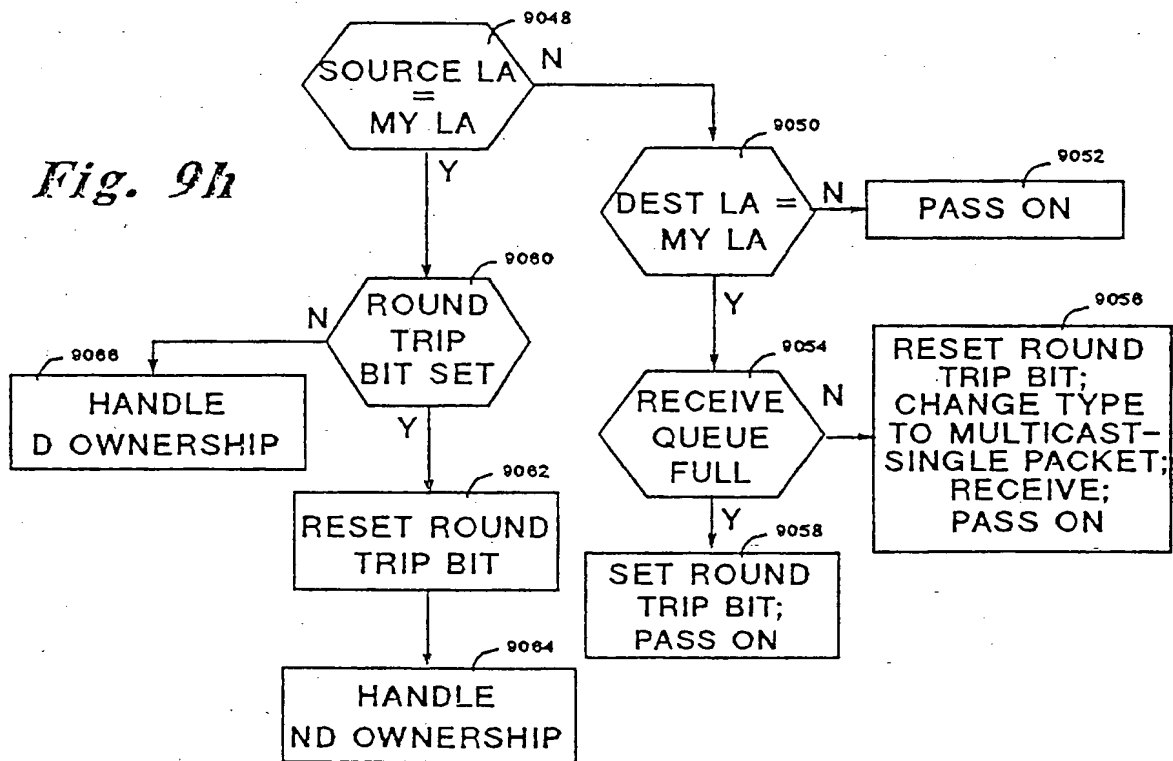 9048
SOURCE LA
=
MY LA
N
Y
Fig. 9h
9050
DEST LA =
MY LA
N
Y
9052
PASS ON
9060
ROUND
TRIP
BIT SET
N
Y
9066
HANDLE
D OWNERSHIP
9054
RECEIVE
QUEUE
FULL
N
Y
9056
RESET ROUND
TRIP BIT;
CHANGE TYPE
TO MULTICAST-
SINGLE PACKET;
RECEIVE;
PASS ON
9062
RESET ROUND
TRIP BIT
9058
SET ROUND
TRIP BIT;
PASS ON
9064
HANDLE
ND OWNERSHIP